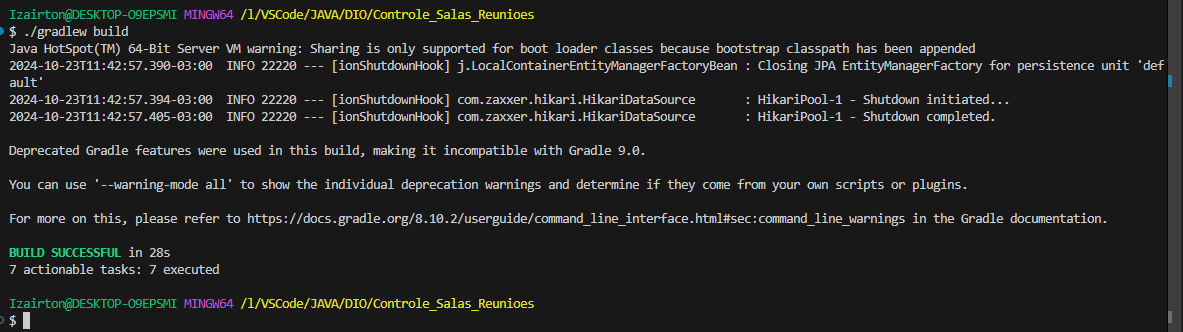 Izairton@DESKTOP-O9EPSMI MINGW64 /l/VSCode/JAVA/DIO/Controle_Salas_Reunioes
$ ./gradlew build
Java HotSpot(TM) 64-Bit Server VM warning: Sharing is only supported for boot loader classes because bootstrap classpath has been appended
2024-10-23T11:42:57.390-03:00  INFO 22220 --- [ionShutdownHook] j.LocalContainerEntityManagerFactoryBean : Closing JPA EntityManagerFactory for persistence unit 'def
ault'
2024-10-23T11:42:57.394-03:00  INFO 22220 --- [ionShutdownHook] com.zaxxer.hikari.HikariDataSource       : HikariPool-1 - Shutdown initiated...
2024-10-23T11:42:57.405-03:00  INFO 22220 --- [ionShutdownHook] com.zaxxer.hikari.HikariDataSource       : HikariPool-1 - Shutdown completed.
Deprecated Gradle features were used in this build, making it incompatible with Gradle 9.0.
You can use '--warning-mode all' to show the individual deprecation warnings and determine if they come from your own scripts or plugins.
For more on this, please refer to https://docs.gradle.org/8.10.2/userguide/command_line_interface.html#sec:command_line_warnings in the Gradle documentation.
BUILD SUCCESSFUL in 28s
7 actionable tasks: 7 executed
Izairton@DESKTOP-O9EPSMI MINGW64 /l/VSCode/JAVA/DIO/Controle_Salas_Reunioes
$